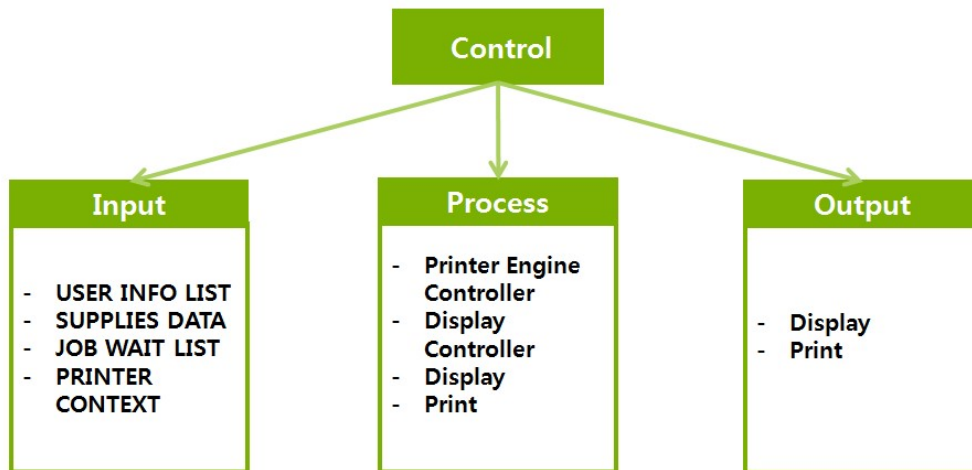 Control
Input
- USER INFO LIST
- SUPPLIES DATA
- JOB WAIT LIST
- PRINTER
CONTEXT
Process
- Printer Engine
Controller
- Display
Controller
- Display
- Print
Output
- Display
- Print